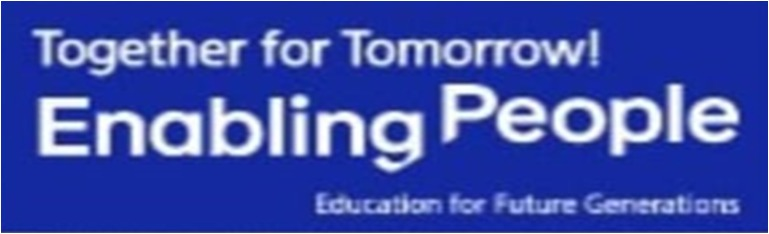 Together for Tomorrow!
Enabling People
Education for Future Generations